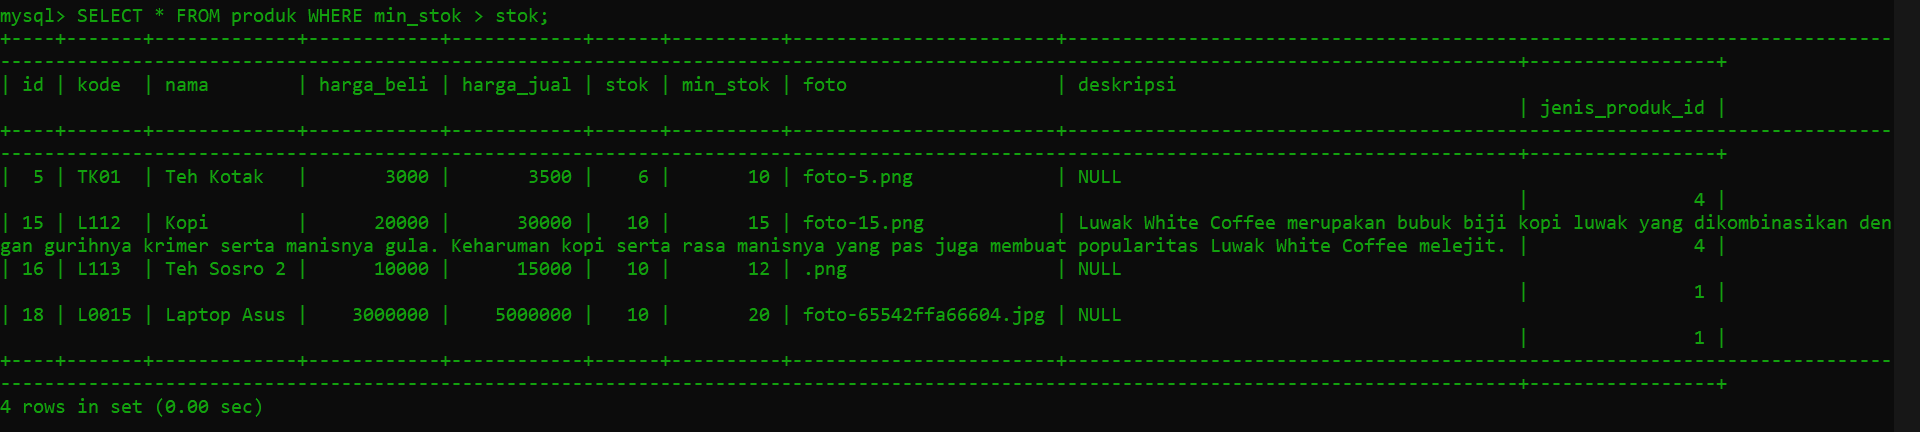 mysql> SELECT * FROM produk WHERE min_stok > stok;
+----+-------+-------------+------------+------------+------+----------+------------------------+---------------------------------------------------------------------------
-------------------------------------------------------------------------------------------------------------------------------------------+----------------+
| id | kode  | nama        | harga_beli | harga_jual | stok | min_stok | foto                   | deskripsi
                                                                                                                                          | jenis_produk_id |
+----+-------+-------------+------------+------------+------+----------+------------------------+---------------------------------------------------------------------------
-------------------------------------------------------------------------------------------------------------------------------------------+----------------+
|  5 | TK01  | Teh Kotak   |       3000 |       3500 |    6 |       10 | foto-5.png             | NULL
                                                                                                                                          |               4 |
| 15 | L112  | Kopi        |      20000 |      30000 |   10 |       15 | foto-15.png            | Luwak White Coffee merupakan bubuk biji kopi luwak yang dikombinasikan den
gan gurihnya krimer serta manisnya gula. Keharuman kopi serta rasa manisnya yang pas juga membuat popularitas Luwak White Coffee melejit. |               4 |
| 16 | L113  | Teh Sosro 2 |      10000 |      15000 |   10 |       12 | .png                   | NULL
                                                                                                                                          |               1 |
| 18 | L0015 | Laptop Asus |    3000000 |    5000000 |   10 |       20 | foto-65542ffa66604.jpg | NULL
                                                                                                                                          |               1 |
+----+-------+-------------+------------+------------+------+----------+------------------------+---------------------------------------------------------------------------
-------------------------------------------------------------------------------------------------------------------------------------------+----------------+
4 rows in set (0.00 sec)